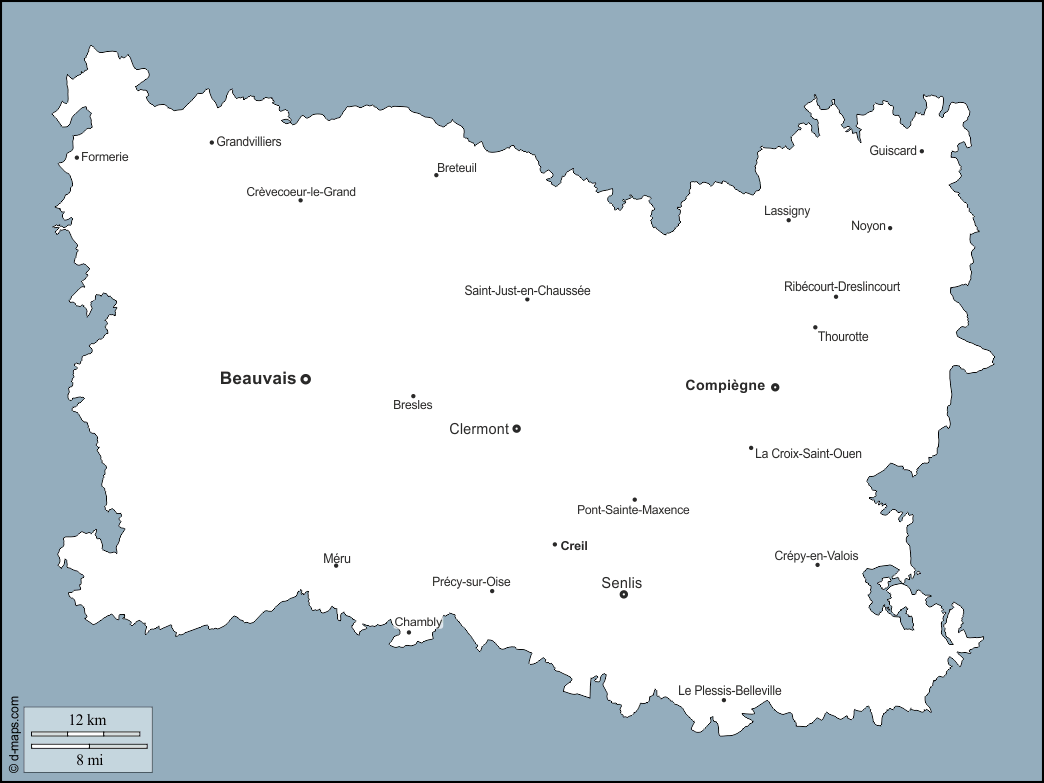 Grandvilliers
Guiscard
Formerie
Breteuil
Crèvecoeur-le-Grand
Lassigny
Noyon
Ribécourt-Dreslincourt
Saint-Just-en-Chaussée
Thourotte
Beauvais
Compiègne
Bresles
Clermont
La Croix-Saint-Ouen
Pont-Sainte-Maxence
Creil
Crépy-en-Valois
Méru
Précy-sur-Oise
Senlis
Chambly
Le Plessis-Belleville
12 km
8 mi
© d-maps.com